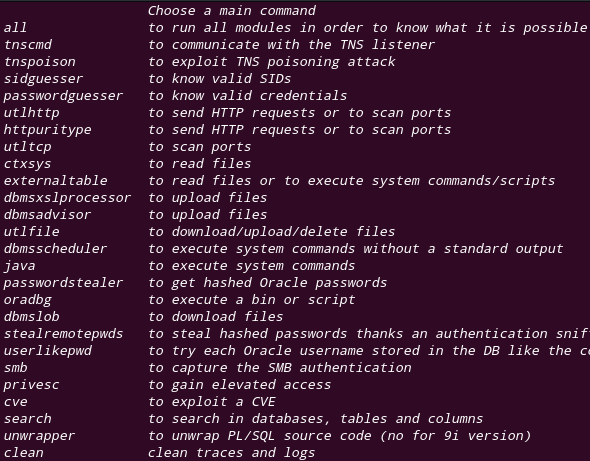 Choose a main command
all to run all modules in order to know what it is possible
tnscmd to communicate with the TNS listener
tnspoison to exploit TNS poisoning attack
sidguesser to know valid SIDs
passwordguesser to know valid credentials
utlhttp to send HTTP requests or to scan ports
httpuritype to send HTTP requests or to scan ports
utltcp to scan ports
ctxsys to read files
externaltable to read files or to execute system commands/scripts
dbmsxslprocessor to upload files
dbmsadvisor to upload files
utlfile to download/upload/delete files
dbmsscheduler to execute system commands without a standard output
java to execute system commands
passwordstealer to get hashed Oracle passwords
oradbg to execute a bin or script
dbmslob to download files
stealremotepwds to steal hashed passwords thanks an authentication snif
userlikepwd to try each Oracle username stored in the DB like the
smb to capture the SMB authentication
privesc to gain elevated access
cve to exploit a CVE
search to search in databases, tables and columns
unwrapper to unwrap PL/SQL source code (no for 9i version)
clean clean traces and logs